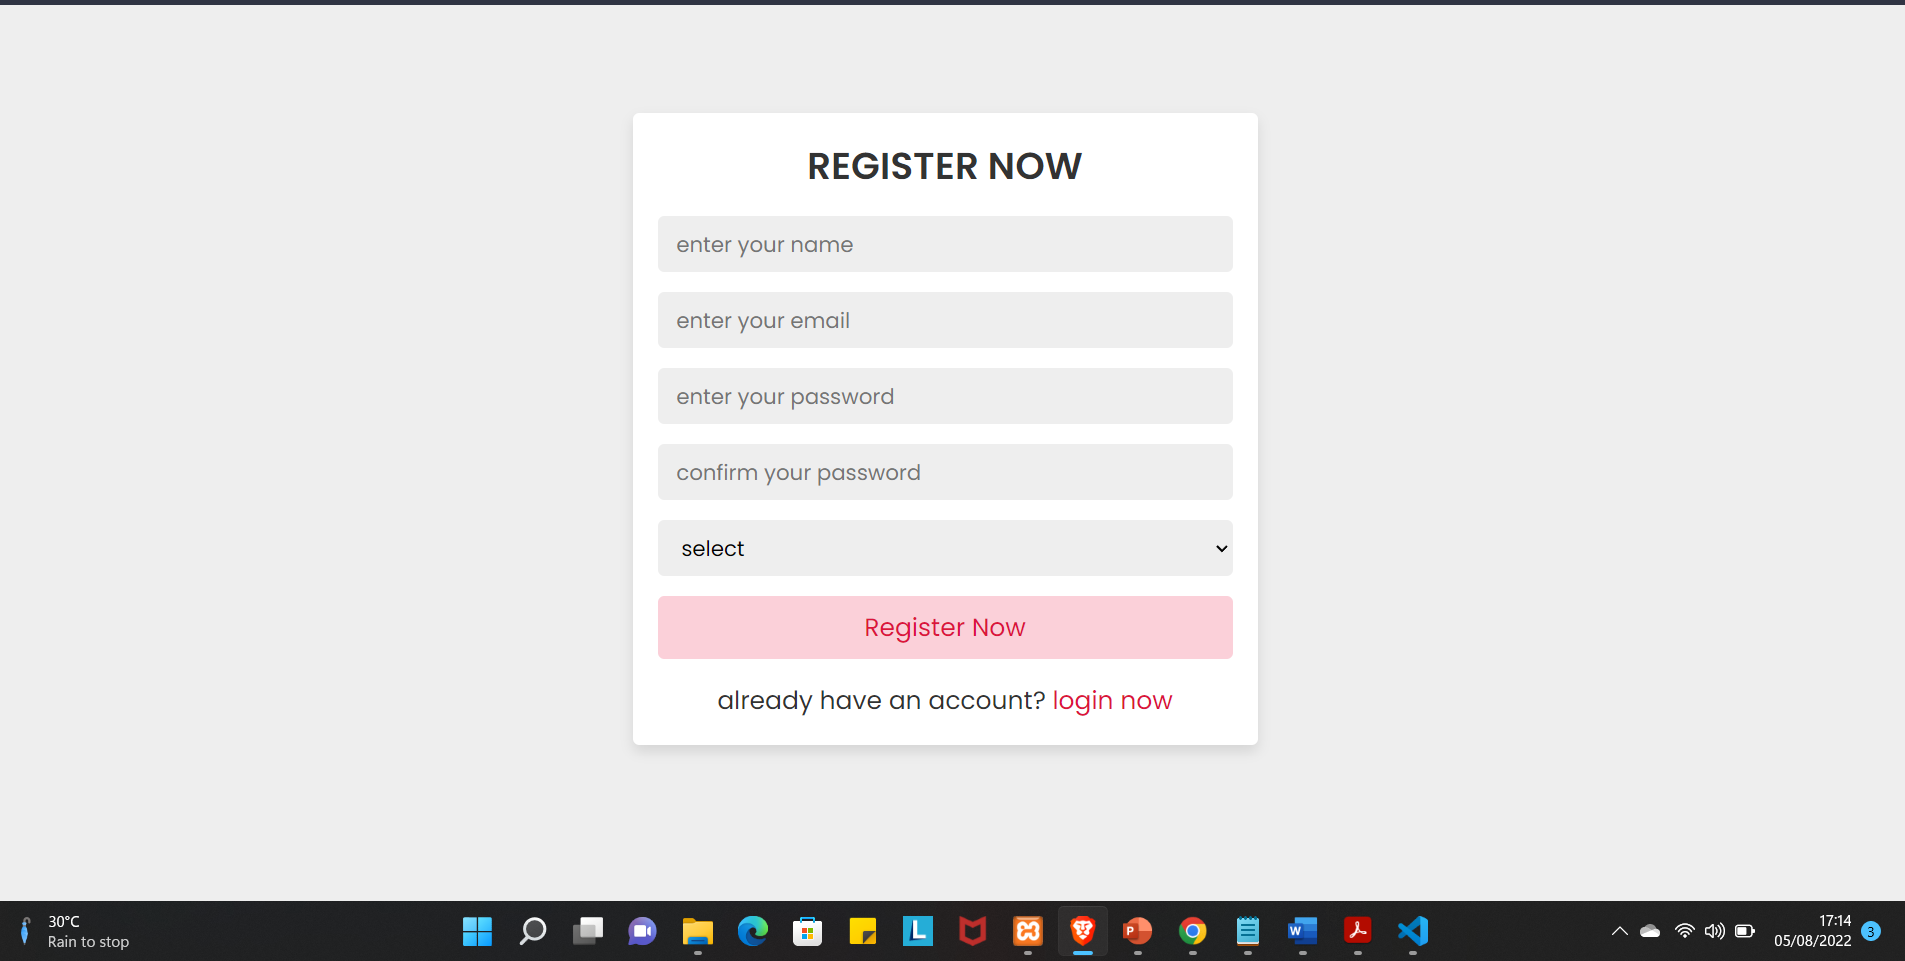 REGISTER NOW
enter your name
enter your email
enter your password
confirm your password
select
Register Now
already have an account? login now
30°C
Rain to stop
L
P
W
17:14
05/08/2022
3